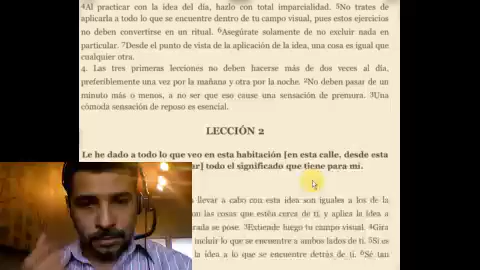 ⁴Al practicar con la idea del día, hazlo con total imparcialidad. ⁵No trates de
aplicarla a todo lo que se encuentre dentro de tu campo visual, pues estos ejercicios
no deben convertirse en un ritual. ⁶Asegúrate solamente de no excluir nada en
particular. ⁷Desde el punto de vista de la aplicación de la idea, una cosa es igual que
cualquier otra.
4. Las tres primeras lecciones no deben hacerse más de dos veces al día,
preferiblemente una vez por la mañana y otra por la noche. ²No deben pasar de un
minuto más o menos, a no ser que eso cause una sensación de premura. ³Una
cómoda sensación de reposo es esencial.
LECCIÓN 2
Le he dado a todo lo que veo en esta habitación [en esta calle, desde esta
ar] todo el significado que tiene para mí.
llevar a cabo con esta idea son iguales a los de la
on las cosas que estén cerca de ti, y aplica la idea a
rada se pose. ³Extiende luego tu campo visual. ⁴Gira
incluir lo que se encuentre a ambos lados de ti. ⁵Si es
la idea a lo que se encuentre detrás de ti. ⁶Sé tan